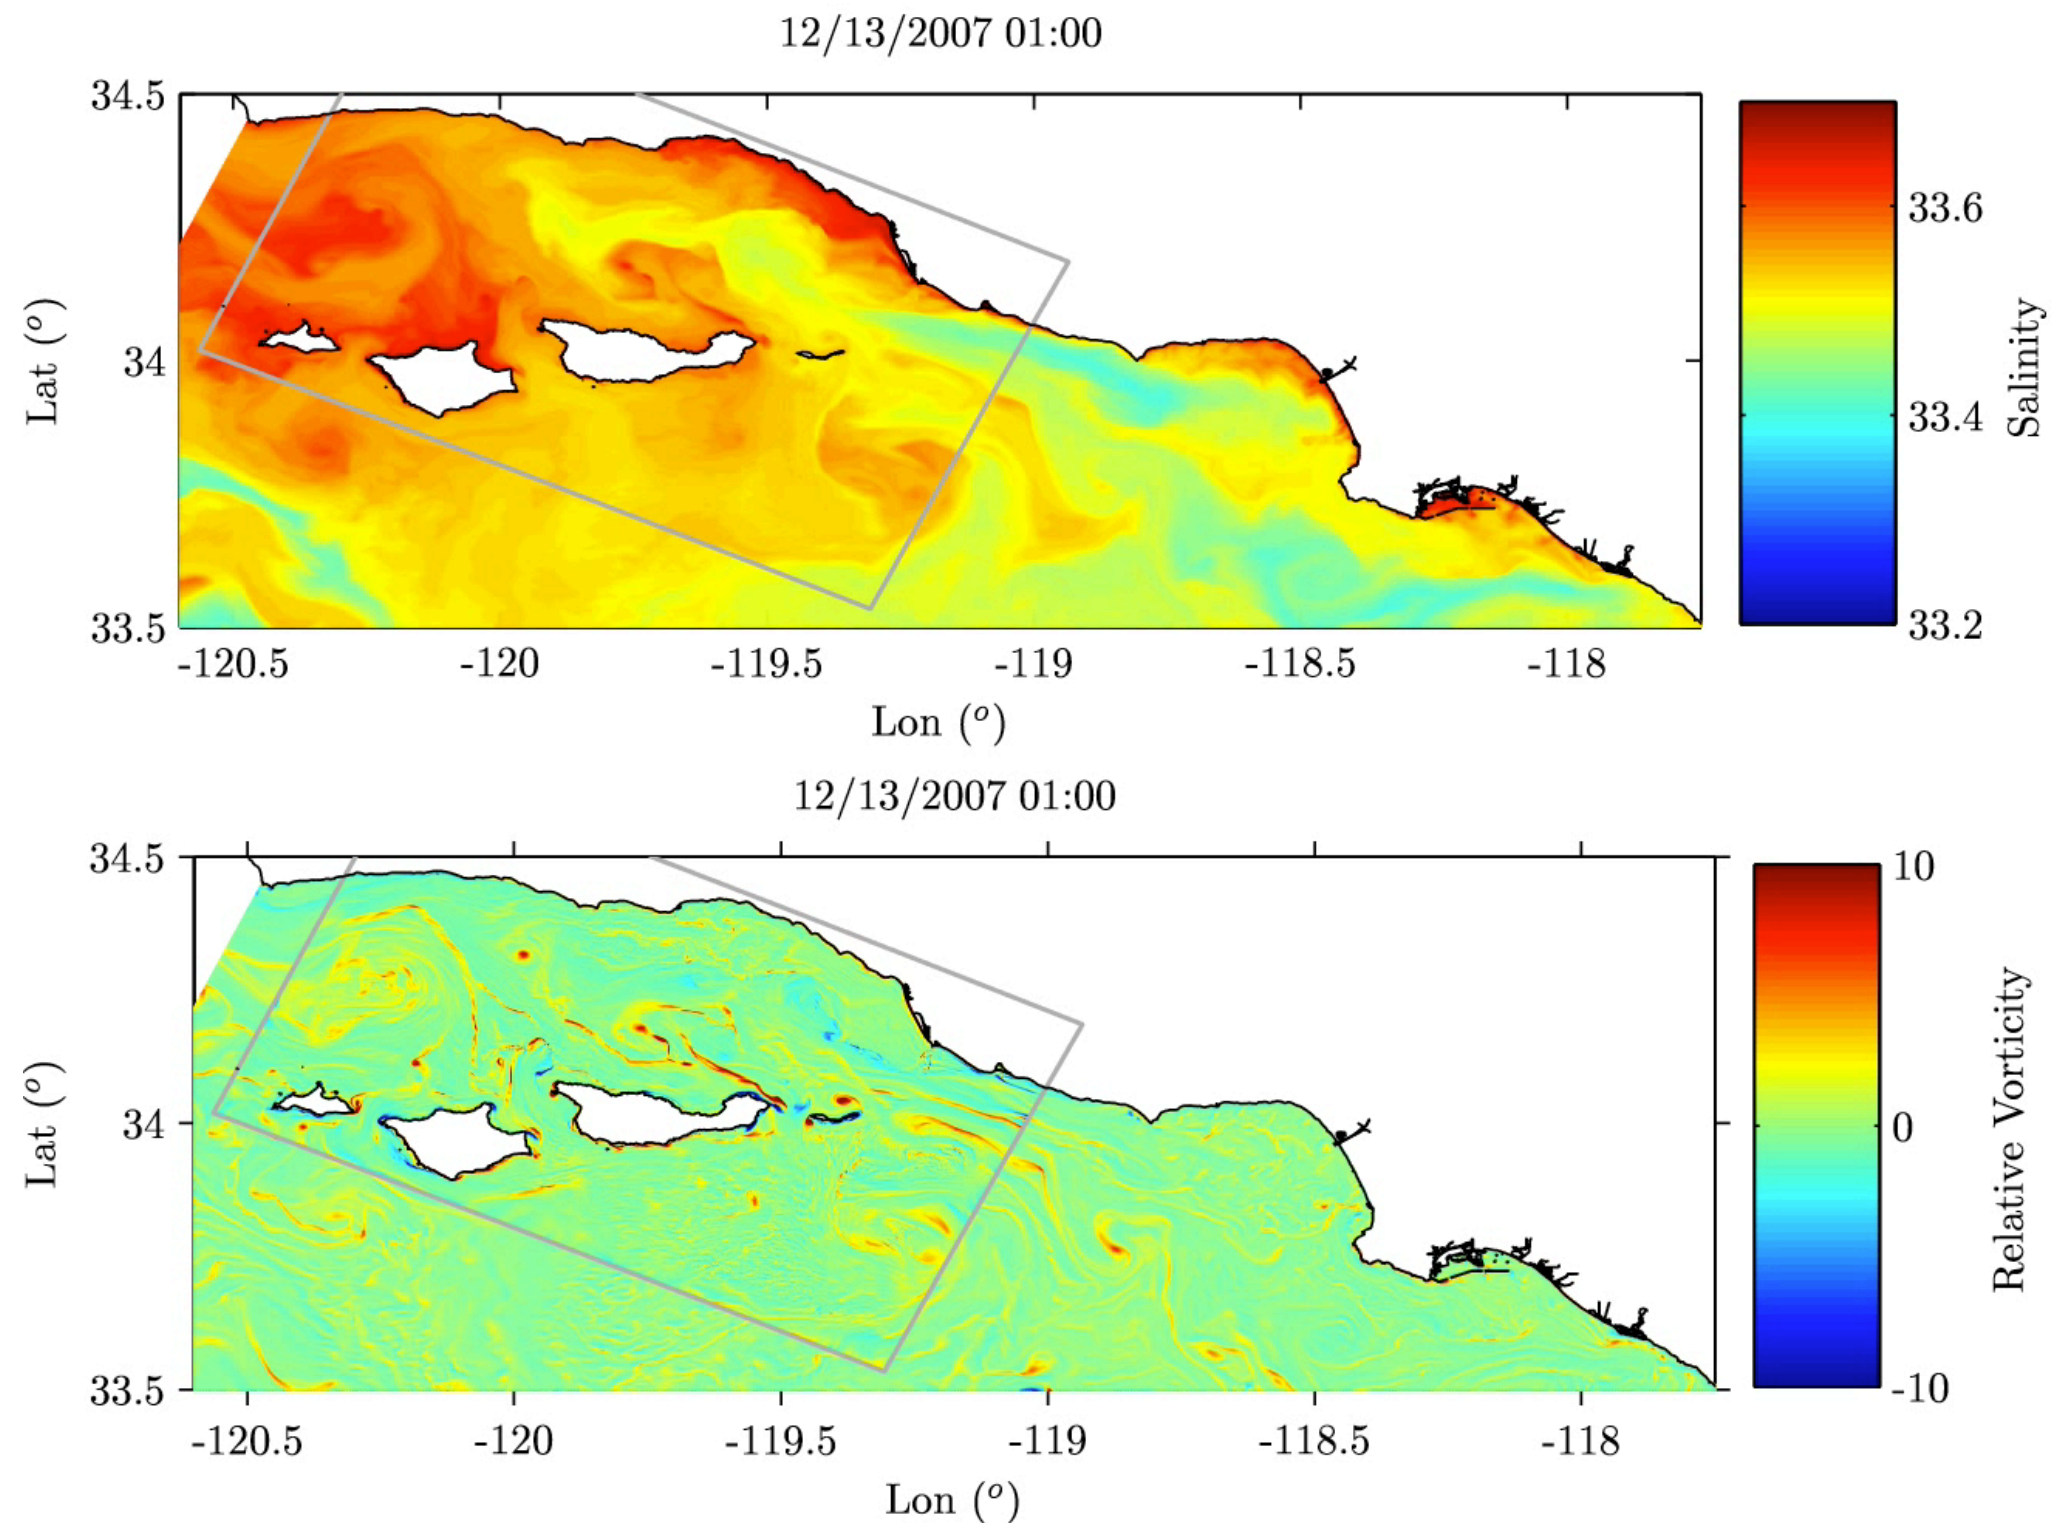 12/13/2007 01:00
34.5
34
33.5
Lat (o)
-120.5 -120 -119.5 -119 -118.5 -118
Lon (o)
33.6
33.4
33.2
Salinity
12/13/2007 01:00
34.5
34
33.5
Lat (o)
-120.5 -120 -119.5 -119 -118.5 -118
Lon (o)
10
0
-10
Relative Vorticity